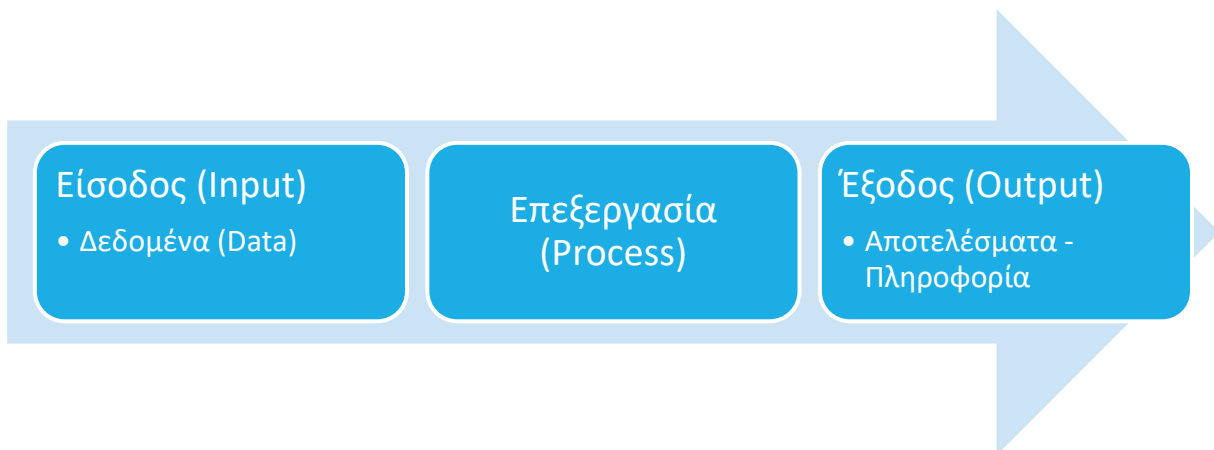 Είσοδος (Input)
• Δεδομένα (Data)
Επεξεργασία
(Process)
Έξοδος (Output)
• Αποτελέσματα -
Πληροφορία